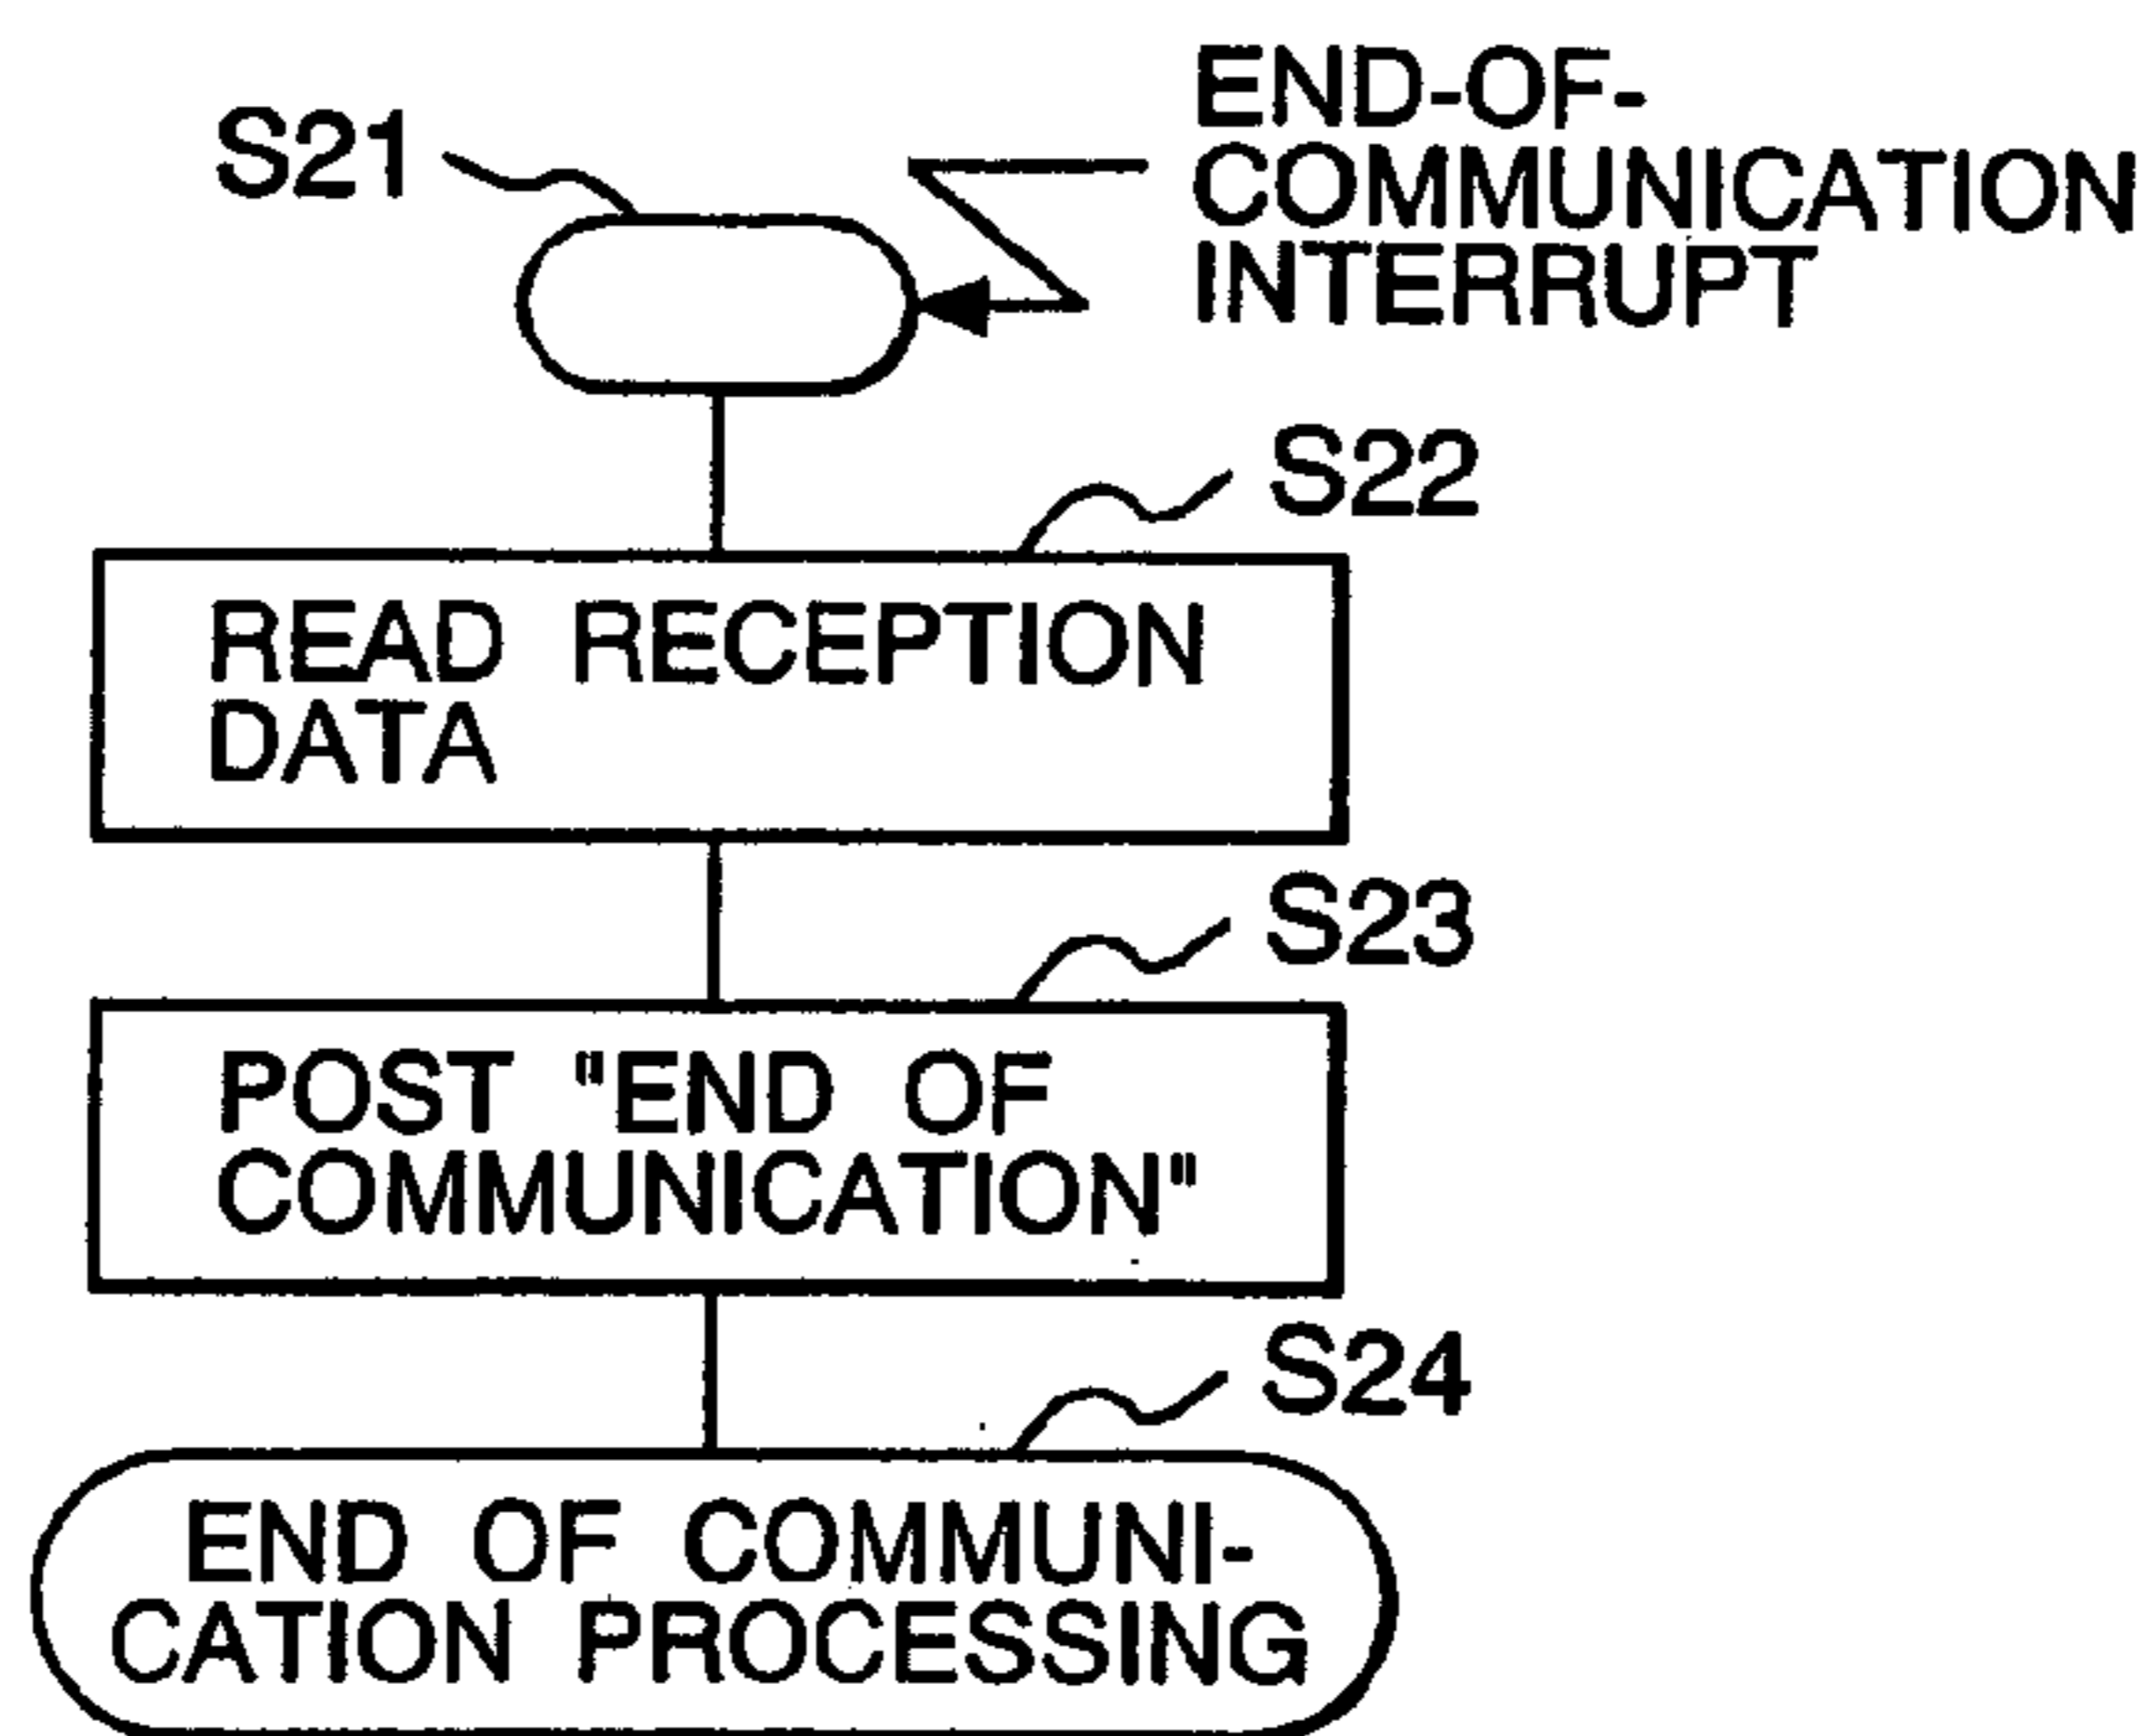 END-OF-
COMMUNICATION
INTERRUPT
S21
S22
READ RECEPTION
DATA
S23
POST "END OF
COMMUNICATION"
S24
END OF COMMUNI-
CATION PROCESSING